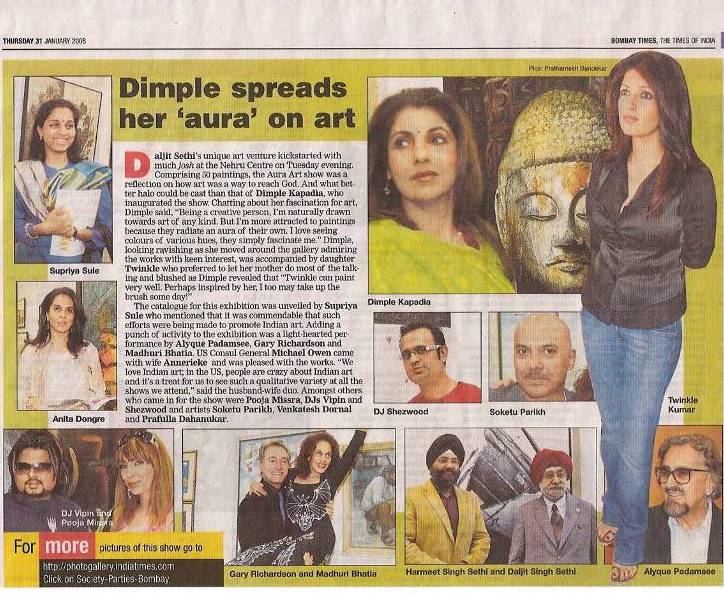 THURSDAY 31 JANUARY 2008
BOMBAY TIMES, THE TIMES OF INDIA
Pics: Prathamesh Bandekar
Dimple spreads
her ‘aura’ on art
Daljit Sethi's unique art venture kickstarted with
much josh at the Nehru Centre on Tuesday evening.
Comprising 50 paintings, the Aura Art show was a
reflection on how art was a way to reach God. And what bet-
ter halo could be cast than that of Dimple Kapadia, who
inaugurated the show. Chatting about her fascination for art,
Dimple said, “Being a creative person, I'm naturally drawn
towards art of any kind. But I'm more attracted to paintings
because they radiate an aura of their own. I love seeing
colours of various hues, they simply fascinate me.” Dimple,
looking ravishing as she moved around the gallery admiring
the works with keen interest, was accompanied by daughter
Twinkle who preferred to let her mother do most of the talk-
ing and blushed as Dimple revealed that “Twinkle can paint
very well. Perhaps inspired by her, I too may take up the
brush some day!”
The catalogue for this exhibition was unveiled by Supriya
Sule who mentioned that it was commendable that such
efforts were being made to promote Indian art. Adding a
punch of activity to the exhibition was a light-hearted per-
formance by Alyque Padamsee, Gary Richardson and
Madhuri Bhatia. US Consul General Michael Owen came
with wife Annerieke and was pleased with the works. “We
love Indian art; in the US, people are crazy about Indian art
and it's a treat for us to see such a qualitative variety at all the
shows we attend,” said the husband-wife duo. Amongst others
who came in for the show were Pooja Missra, DJs Vipin and
Shezwood and artists Soketu Parikh, Venkatesh Dornal
and Prafulla Dahanukar.
Supriya Sule
Anita Dongre
Dimple Kapadia
DJ Shezwood
Soketu Parikh
Twinkle
Kumar
DJ Vipin and
Pooja Missra
Gary Richardson and Madhuri Bhatia
Harmeet Singh Sethi and Daljit Singh Sethi
Alyque Padamsee
For more pictures of this show go to
http://photogallery.indiatimes.com
Click on Society-Parties-Bombay